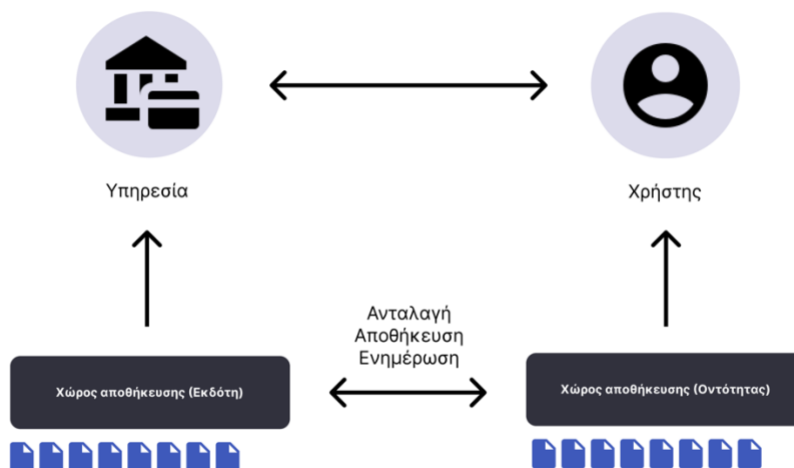 Υπηρεσία
Χρήστης
Ανταλαγή
Αποθήκευση
Ενημέρωση
Χώρος αποθήκευσης (Εκδότη)
Χώρος αποθήκευσης (Οντότητας)